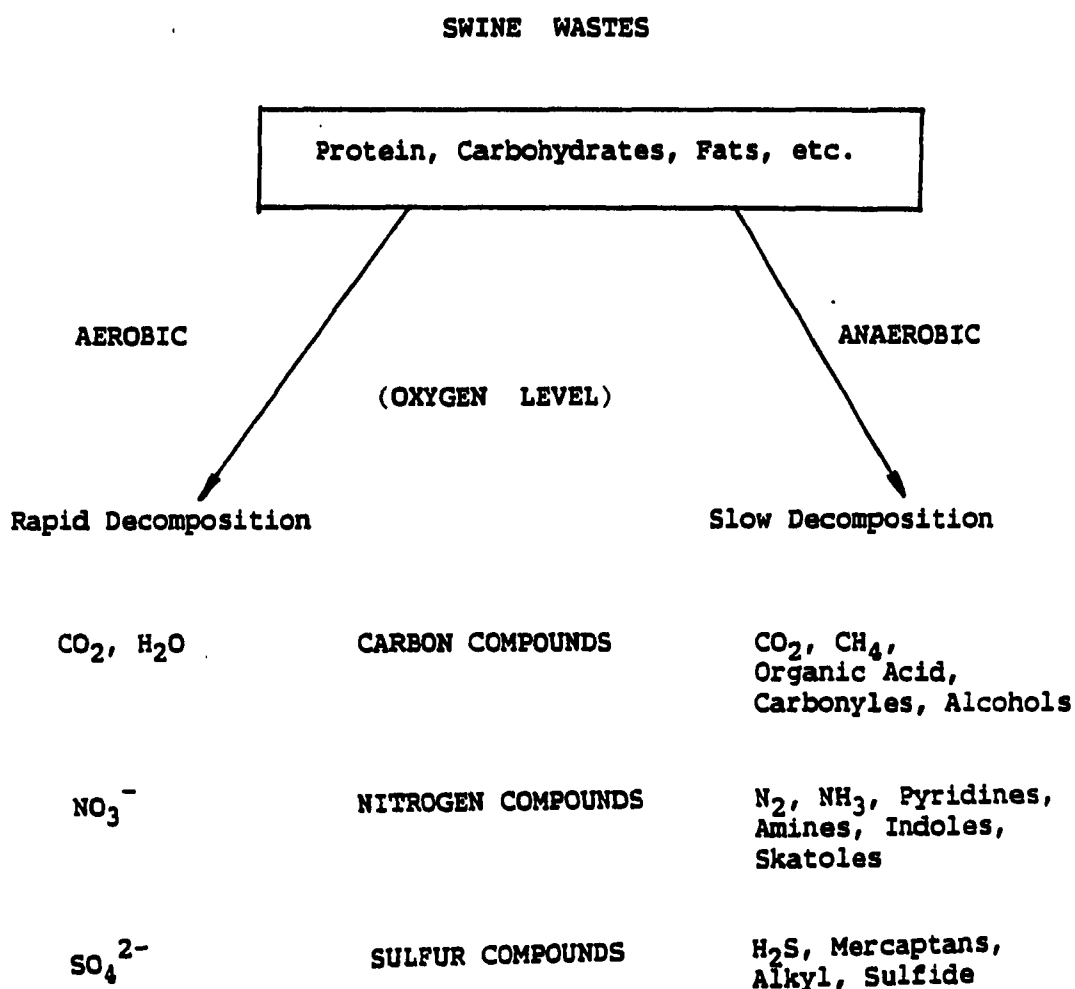 SWINE WASTES
Protein, Carbohydrates, Fats, etc.
AEROBIC
ANAEROBIC
(OXYGEN LEVEL)
Rapid Decomposition
Slow Decomposition
CO₂, H₂O
CARBON COMPOUNDS
CO₂, CH₄,
Organic Acid,
Carbonyles, Alcohols
NO₃⁻
NITROGEN COMPOUNDS
N₂, NH₃, Pyridines,
Amines, Indoles,
Skatoles
SO₄²⁻
SULFUR COMPOUNDS
H₂S, Mercaptans,
Alkyl, Sulfide